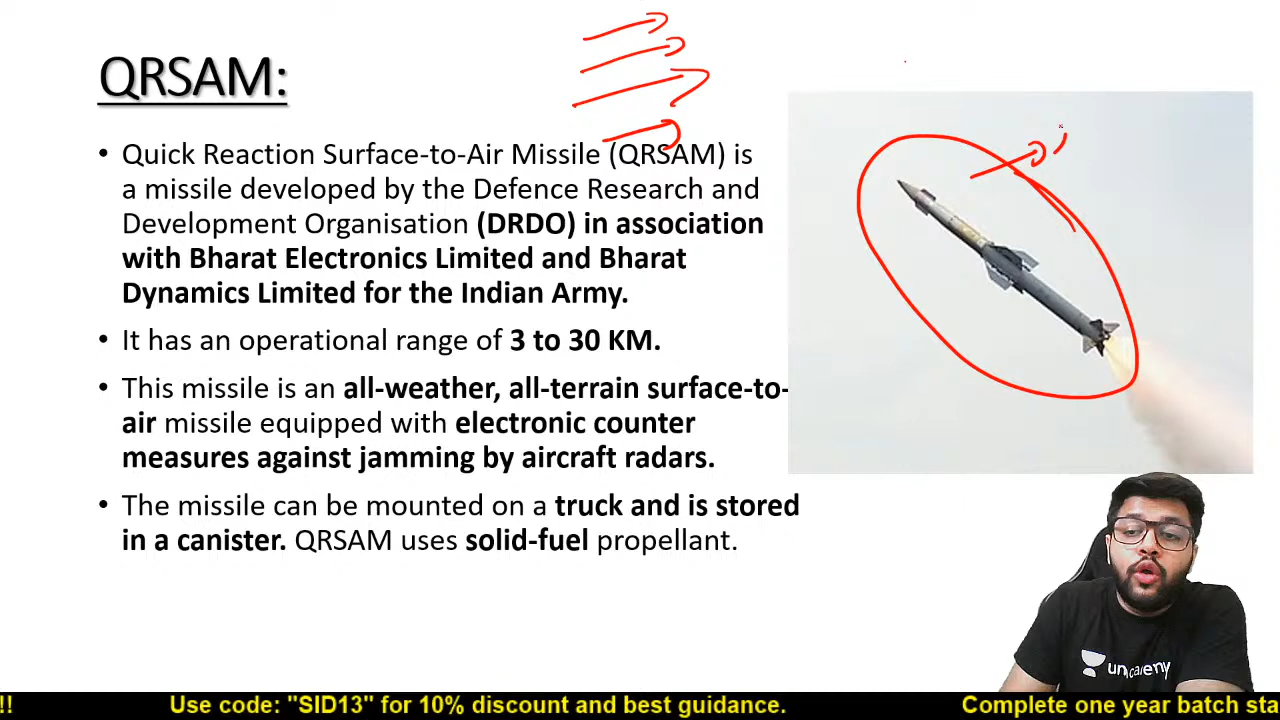 QRSAM:
• Quick Reaction Surface-to-Air Missile (QRSAM) is
a missile developed by the Defence Research and
Development Organisation (DRDO) in association
with Bharat Electronics Limited and Bharat
Dynamics Limited for the Indian Army.
• It has an operational range of 3 to 30 KM.
• This missile is an all-weather, all-terrain surface-to-
air missile equipped with electronic counter
measures against jamming by aircraft radars.
• The missile can be mounted on a truck and is stored
in a canister. QRSAM uses solid-fuel propellant.
unacademy
!! Use code: "SID13" for 10% discount and best guidance. Complete one year batch sta